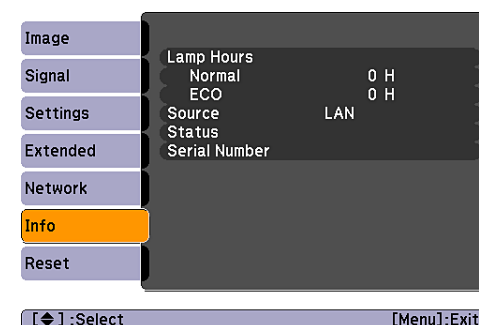 Image
Signal
Settings
Extended
Network
Info
Reset
Lamp Hours
Normal 0 H
ECO 0 H
Source LAN
Status
Serial Number
[◆] :Select [Menu]:Exit